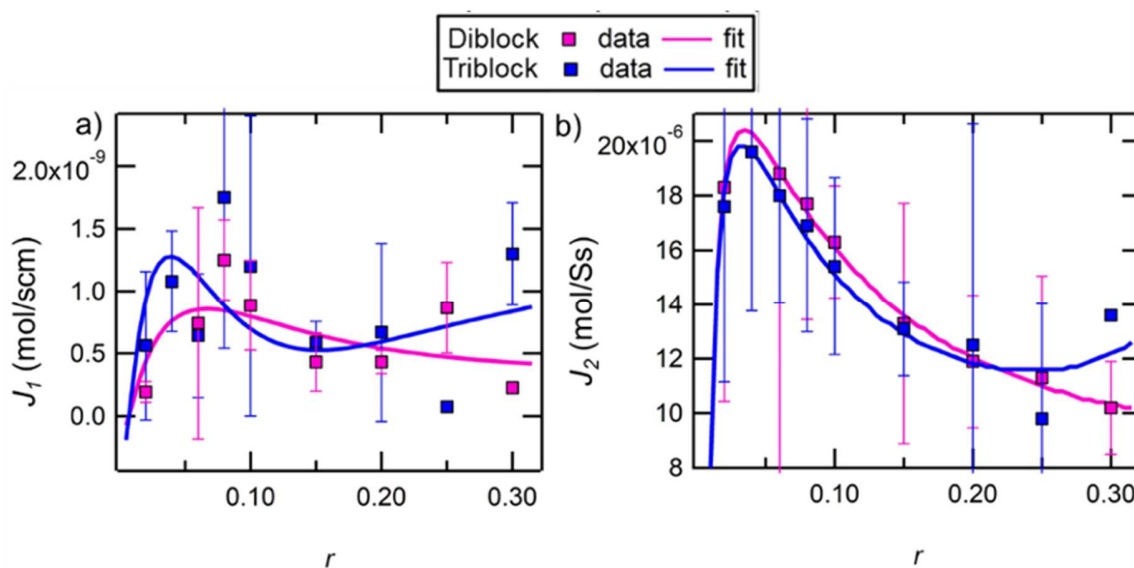 Diblock data fit
Triblock data fit
a)
2.0x10-9
1.5
1.0
0.5
0.0
J1 (mol/scm)
0.10 0.20 0.30
r
b)
20x10-6
18
16
14
12
10
8
J2 (mol/Ss)
0.10 0.20 0.30
r